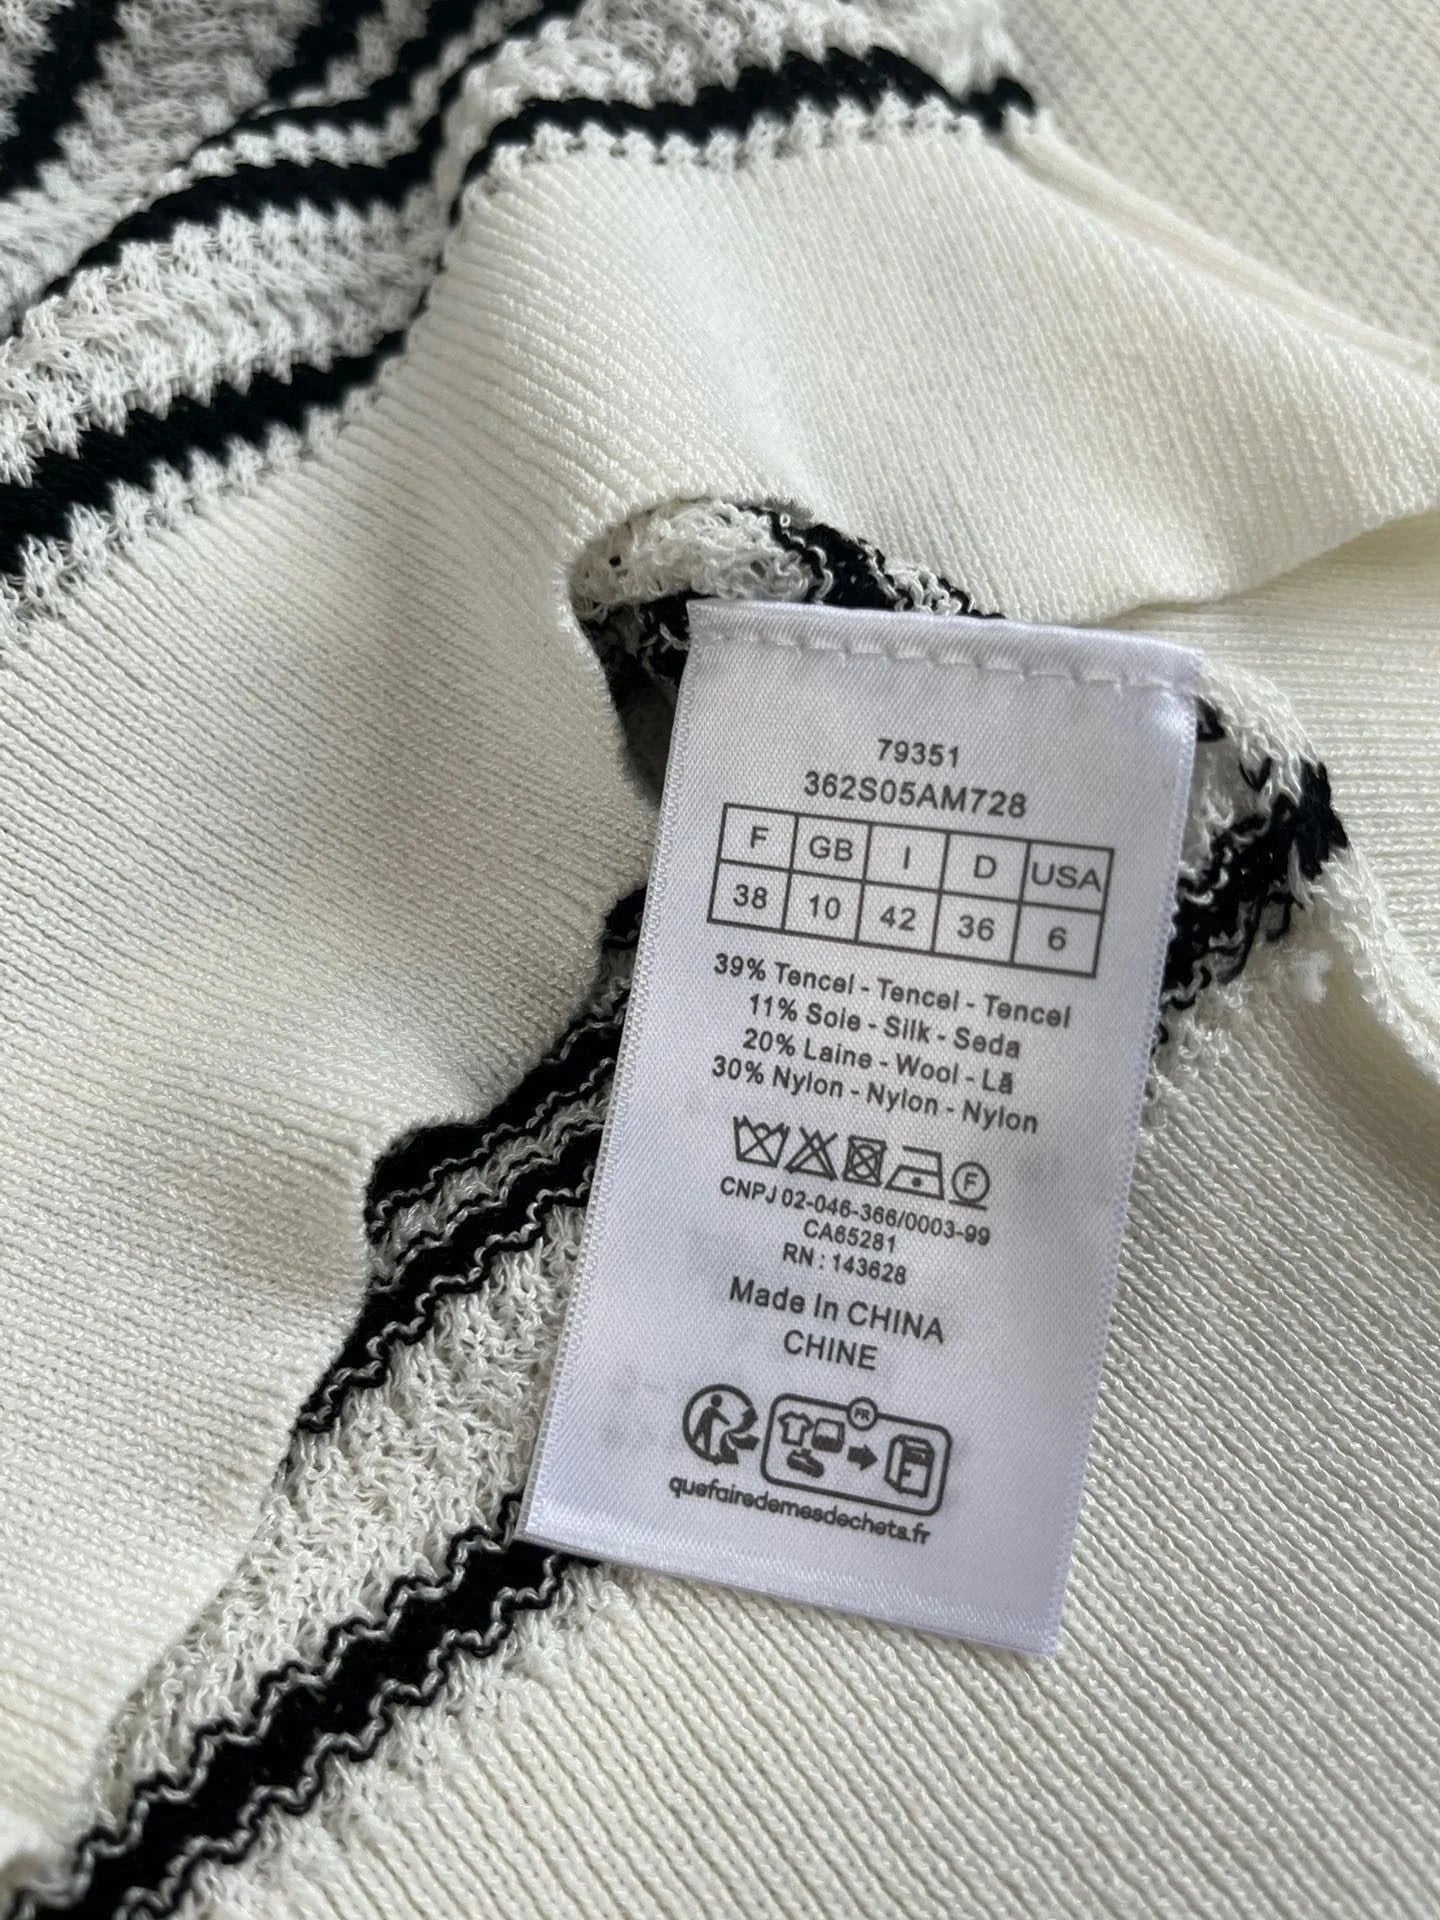 79351
362S05AM728
F GB I D USA
38 10 42 36 6
39% Tencel - Tencel - Tencel
11% Soie - Silk - Seda
20% Laine - Wool - Lã
30% Nylon - Nylon - Nylon
F
CNPJ 02-046-366/0003-99
CA65281
RN : 143628
Made In CHINA
CHINE
FR
quefairedemesdechets.fr